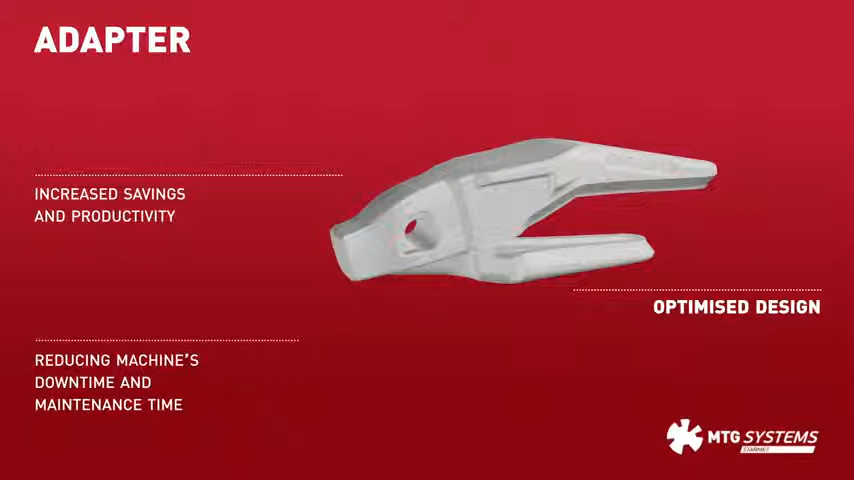 ADAPTER
INCREASED SAVINGS
AND PRODUCTIVITY
OPTIMISED DESIGN
REDUCING MACHINE'S
DOWNTIME AND
MAINTENANCE TIME
MTG SYSTEMS
STARMET